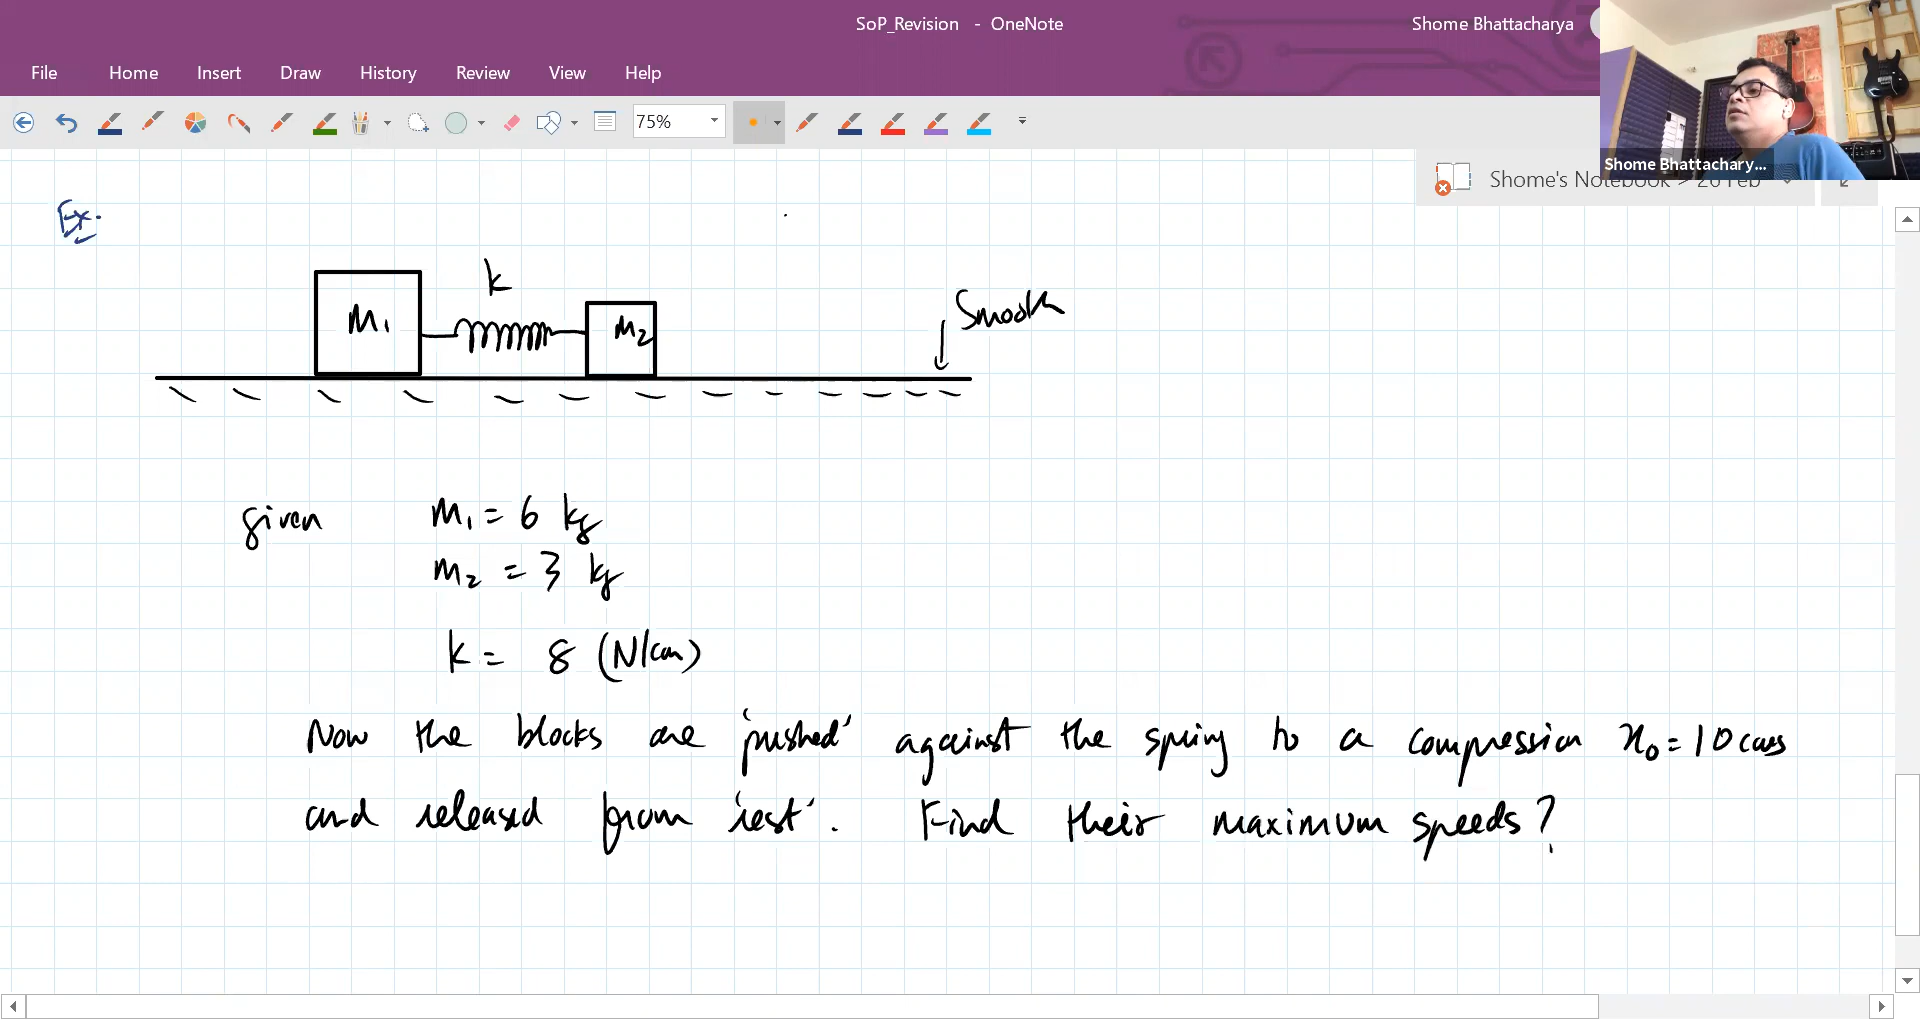 SoP_Revision - OneNote
Shome Bhattacharya
File Home Insert Draw History Review View Help
75%
Shome Bhattachary...
Shome's Notebook > 26 Feb
Ex.
k
M1
M2
Smooth
given m1 = 6 kg
m2 = 3 kg
k = 8 (N/cm)
Now the blocks are 'pushed' against the spring to a compression x0 = 10 cms
and released from 'rest'. Find their maximum speeds?